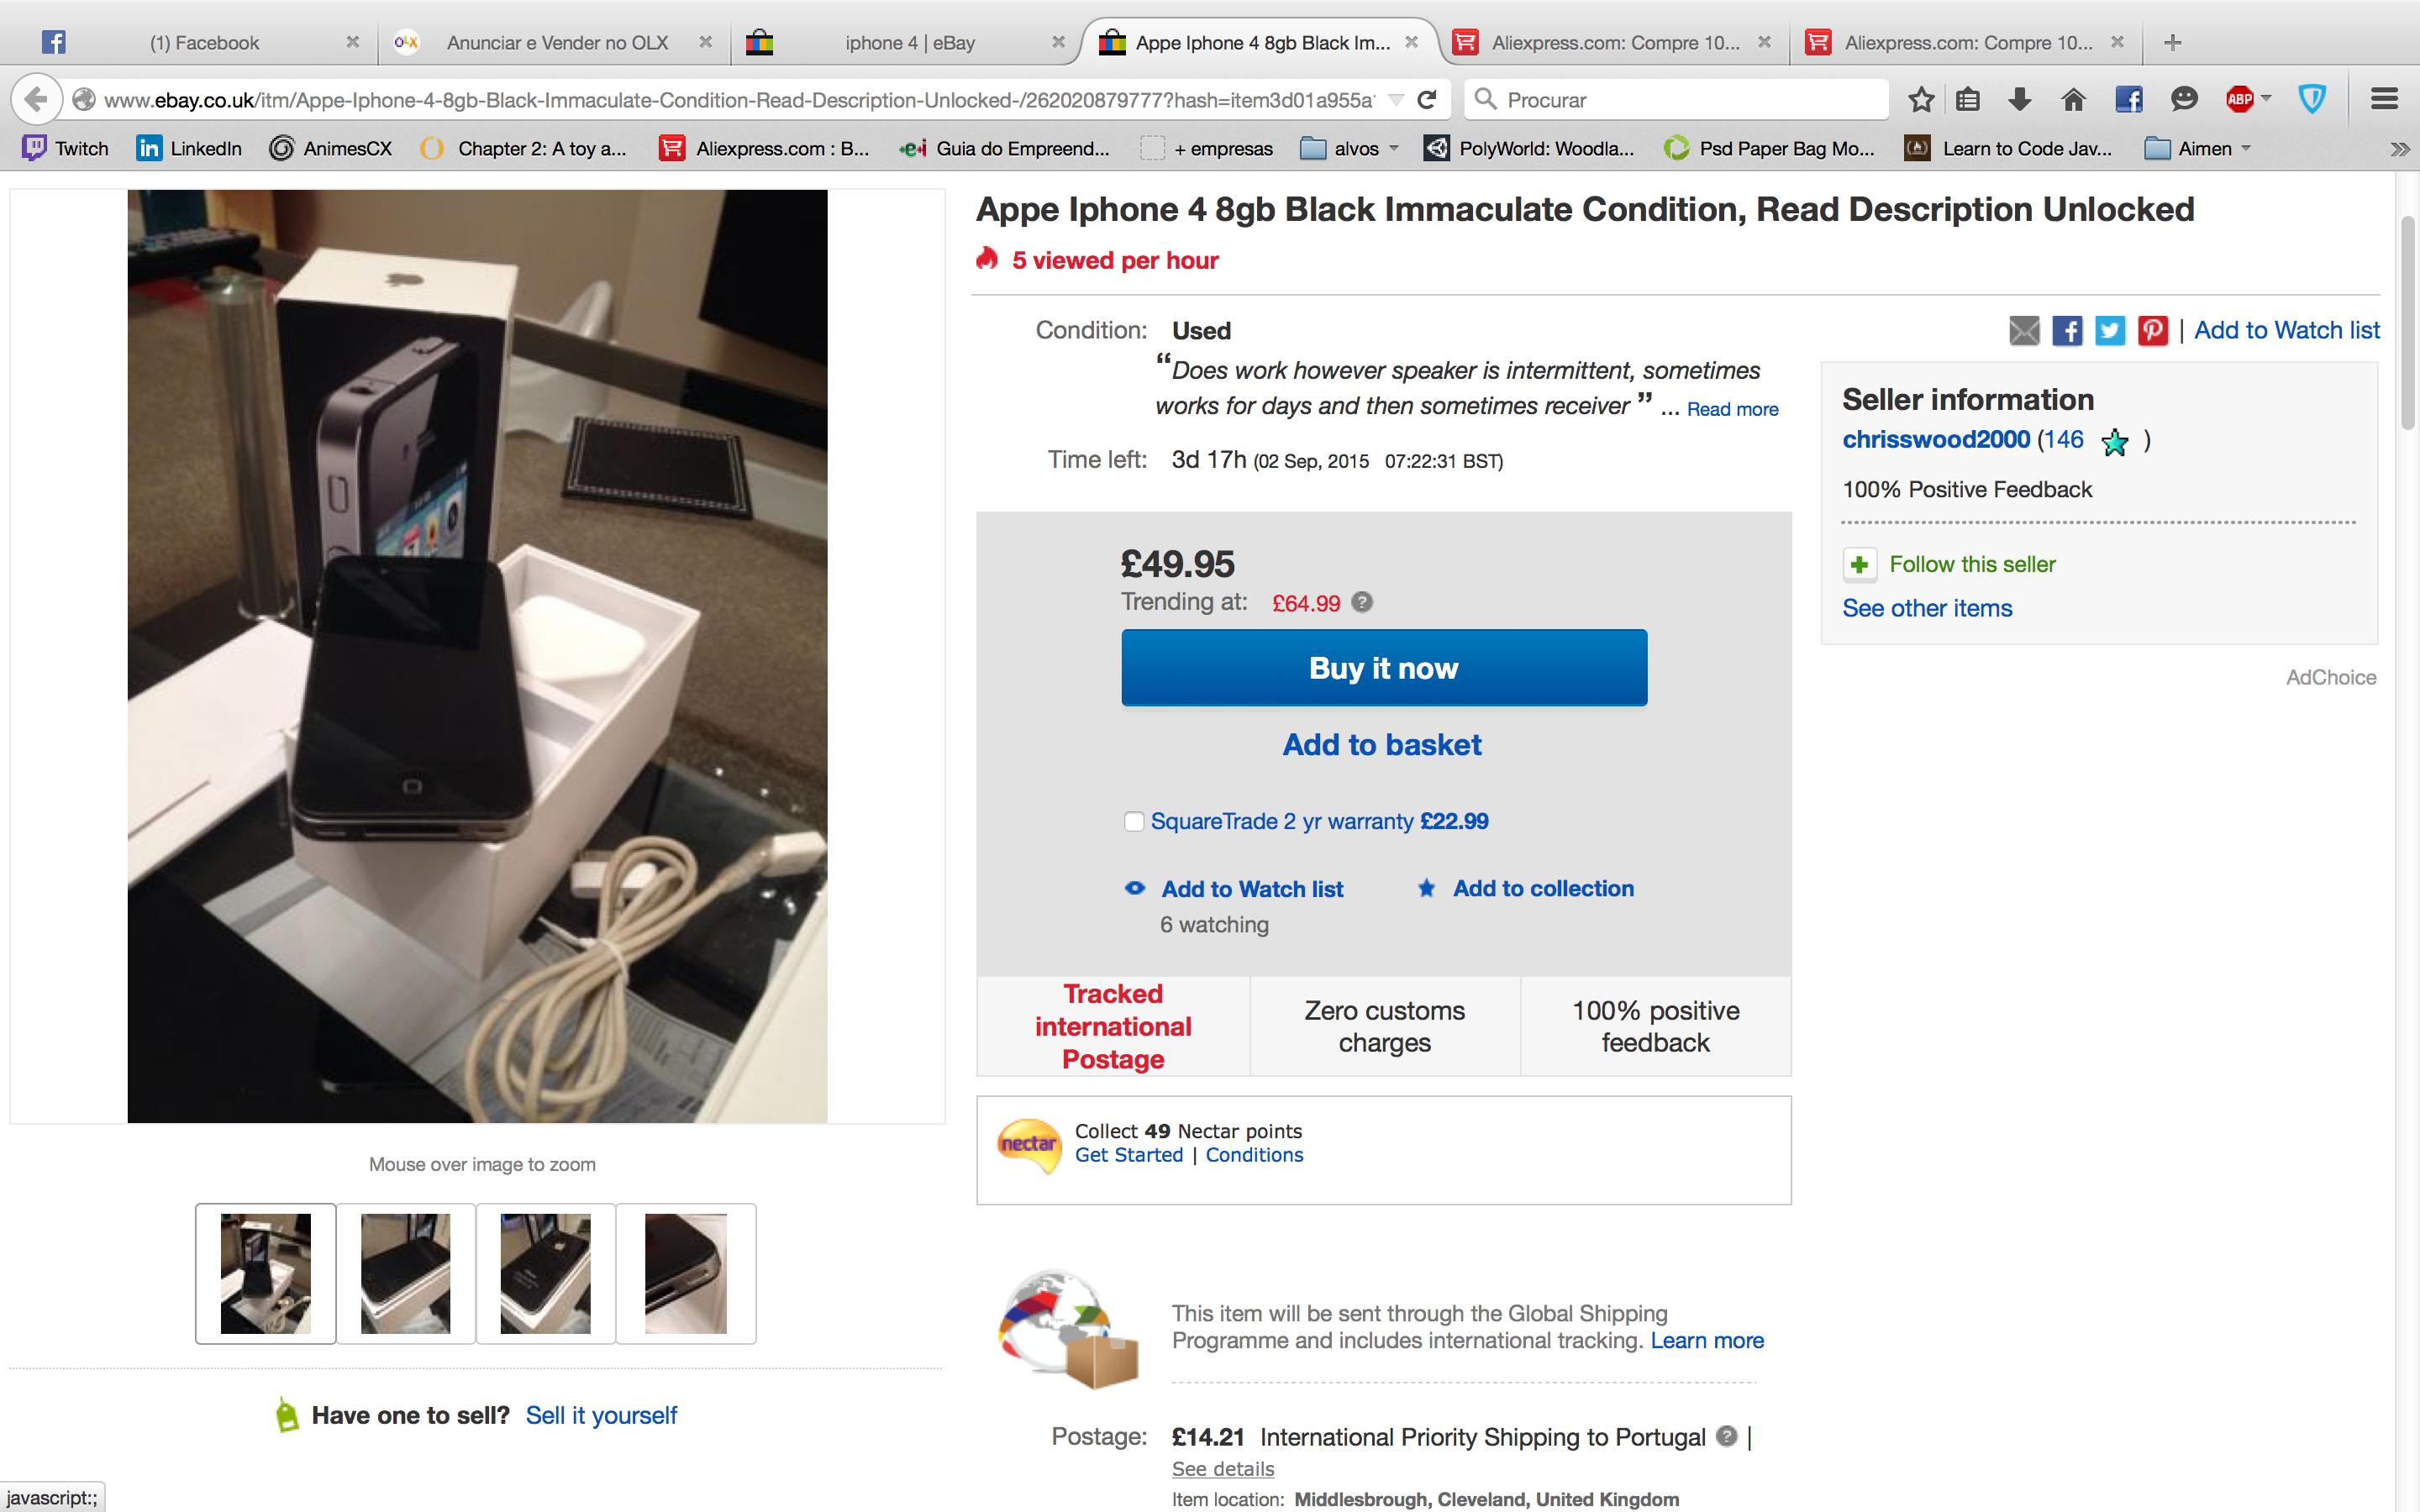 (1) Facebook
Anunciar e Vender no OLX
iphone 4 | eBay
Appe Iphone 4 8gb Black Im...
Aliexpress.com: Compre 10...
Aliexpress.com: Compre 10...
www.ebay.co.uk/itm/Appe-Iphone-4-8gb-Black-Immaculate-Condition-Read-Description-Unlocked-/262020879777?hash=item3d01a955a
Procurar
ABP
Twitch
LinkedIn
AnimesCX
Chapter 2: A toy a...
Aliexpress.com : B...
Guia do Empreend...
+ empresas
alvos
PolyWorld: Woodla...
Psd Paper Bag Mo...
Learn to Code Jav...
Aimen
Appe Iphone 4 8gb Black Immaculate Condition, Read Description Unlocked
5 viewed per hour
Condition: Used
“Does work however speaker is intermittent, sometimes
works for days and then sometimes receiver ” ... Read more
Time left: 3d 17h (02 Sep, 2015 07:22:31 BST)
| Add to Watch list
Seller information
chrisswood2000 (146 )
100% Positive Feedback
Follow this seller
See other items
AdChoice
£49.95
Trending at: £64.99
Buy it now
Add to basket
SquareTrade 2 yr warranty £22.99
Add to Watch list
Add to collection
6 watching
Tracked
international
Postage
Zero customs
charges
100% positive
feedback
nectar
Collect 49 Nectar points
Get Started | Conditions
Mouse over image to zoom
Have one to sell? Sell it yourself
This item will be sent through the Global Shipping
Programme and includes international tracking. Learn more
Postage: £14.21 International Priority Shipping to Portugal |
See details
Item location: Middlesbrough, Cleveland, United Kingdom
javascript:;